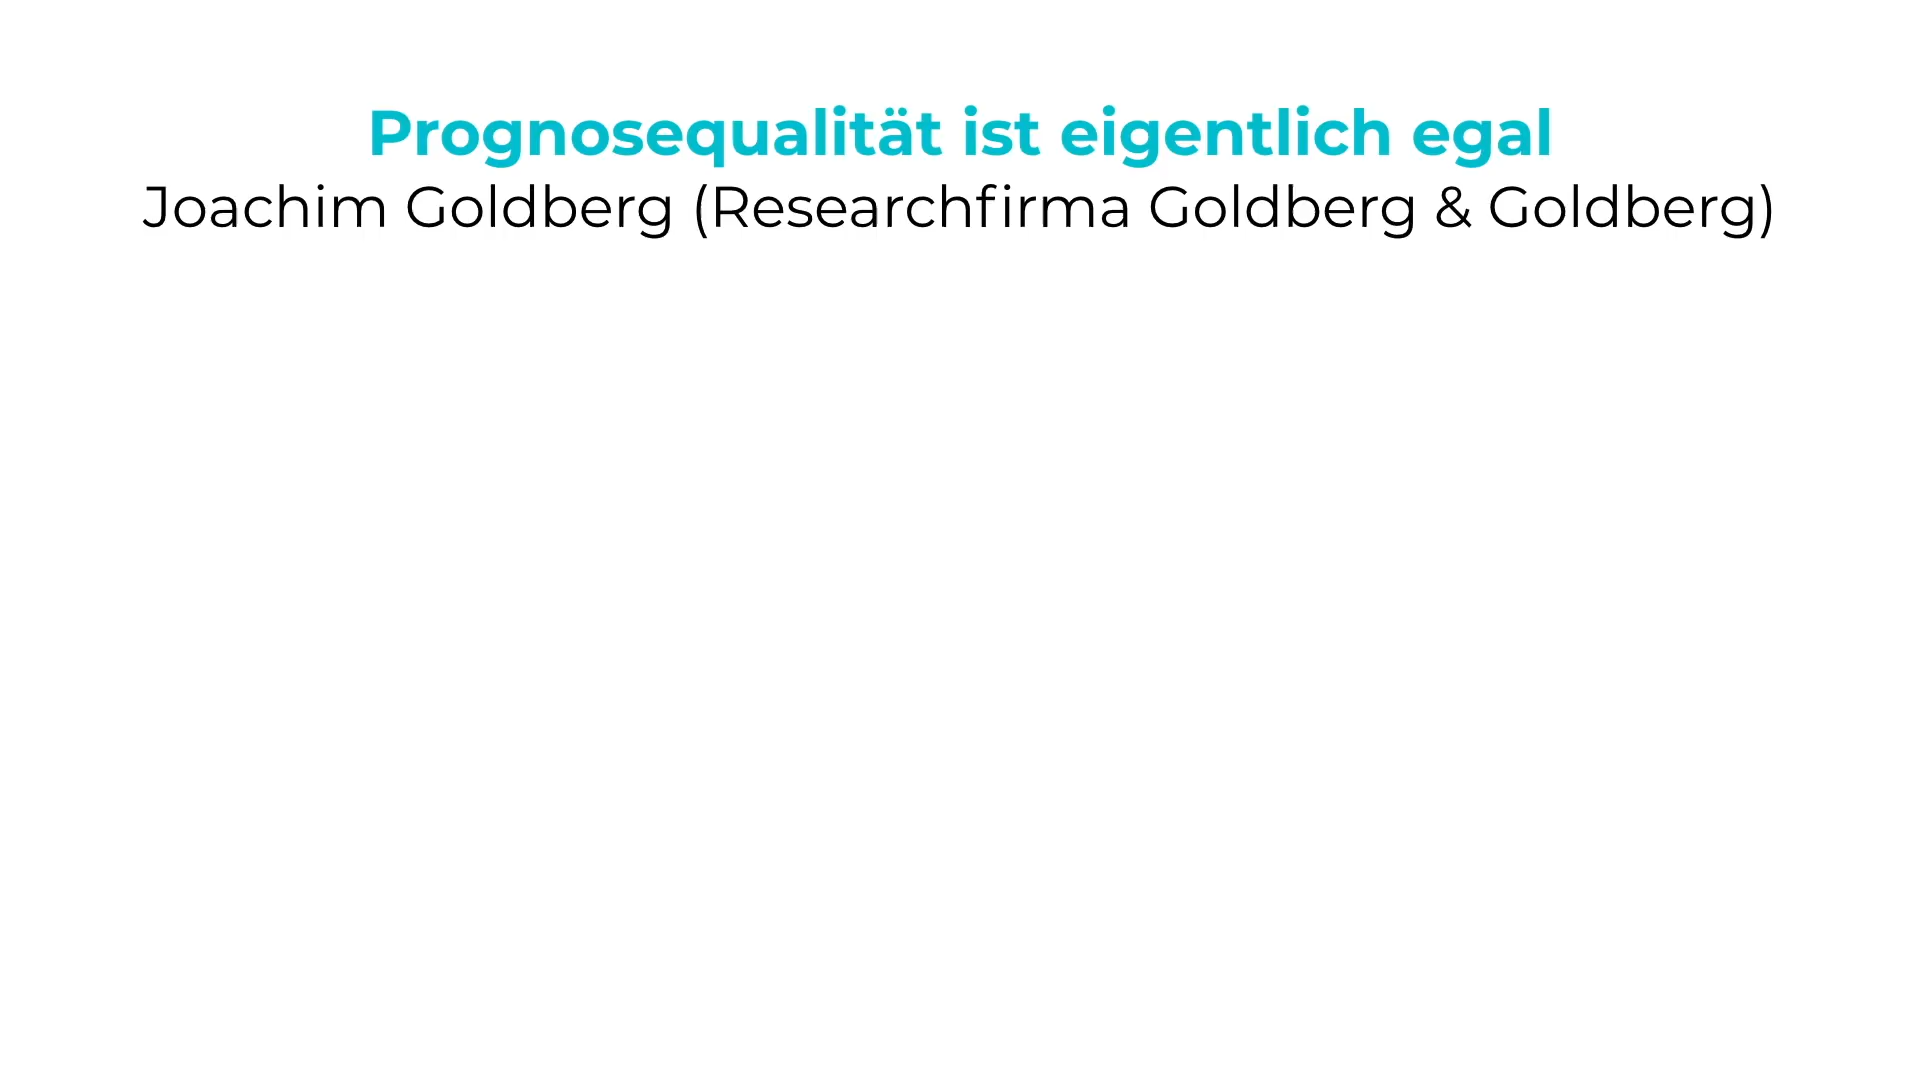 Prognosequalität ist eigentlich egal
Joachim Goldberg (Researchfirma Goldberg & Goldberg)